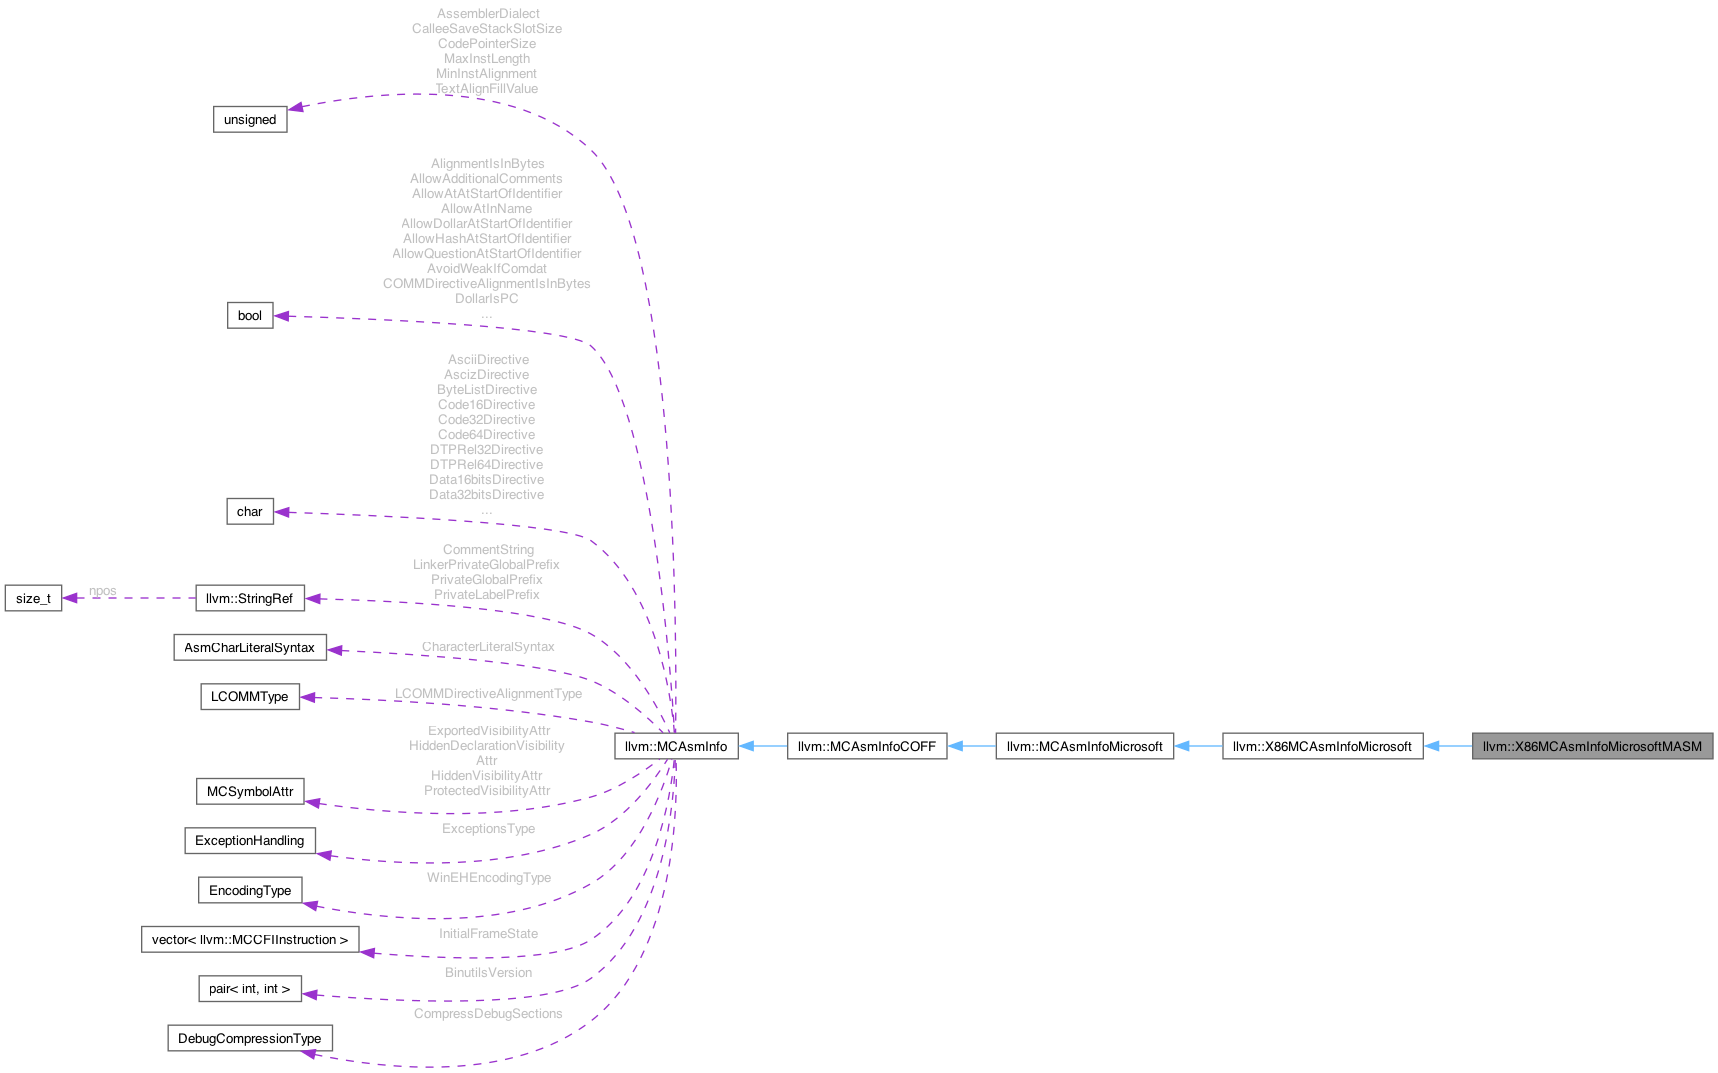 AssemblerDialect
CalleeSaveStackSlotSize
CodePointerSize
MaxInstLength
MinInstAlignment
TextAlignFillValue
unsigned
AlignmentIsInBytes
AllowAdditionalComments
AllowAtAtStartOfIdentifier
AllowAtInName
AllowDollarAtStartOfIdentifier
AllowHashAtStartOfIdentifier
AllowQuestionAtStartOfIdentifier
AvoidWeakIfComdat
COMMDirectiveAlignmentIsInBytes
DollarIsPC
...
bool
AsciiDirective
AscizDirective
ByteListDirective
Code16Directive
Code32Directive
Code64Directive
DTPRel32Directive
DTPRel64Directive
Data16bitsDirective
Data32bitsDirective
...
char
CommentString
LinkerPrivateGlobalPrefix
PrivateGlobalPrefix
PrivateLabelPrefix
size_t
npos
llvm::StringRef
AsmCharLiteralSyntax
CharacterLiteralSyntax
LCOMMType
LCOMMDirectiveAlignmentType
ExportedVisibilityAttr
HiddenDeclarationVisibility
Attr
HiddenVisibilityAttr
ProtectedVisibilityAttr
llvm::MCAsmInfo
llvm::MCAsmInfoCOFF
llvm::MCAsmInfoMicrosoft
llvm::X86MCAsmInfoMicrosoft
llvm::X86MCAsmInfoMicrosoftMASM
MCSymbolAttr
ExceptionsType
ExceptionHandling
WinEHEncodingType
EncodingType
InitialFrameState
vector< llvm::MCCFIInstruction >
BinutilsVersion
pair< int, int >
CompressDebugSections
DebugCompressionType